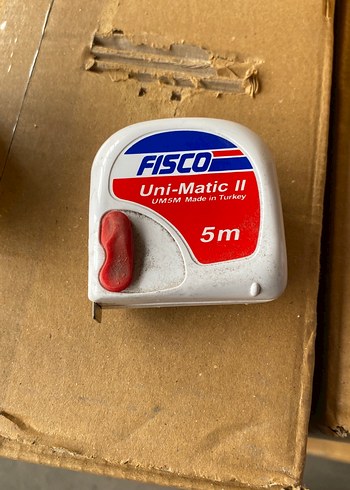 FISCO
Uni-Matic II
UM5M Made in Turkey
5m